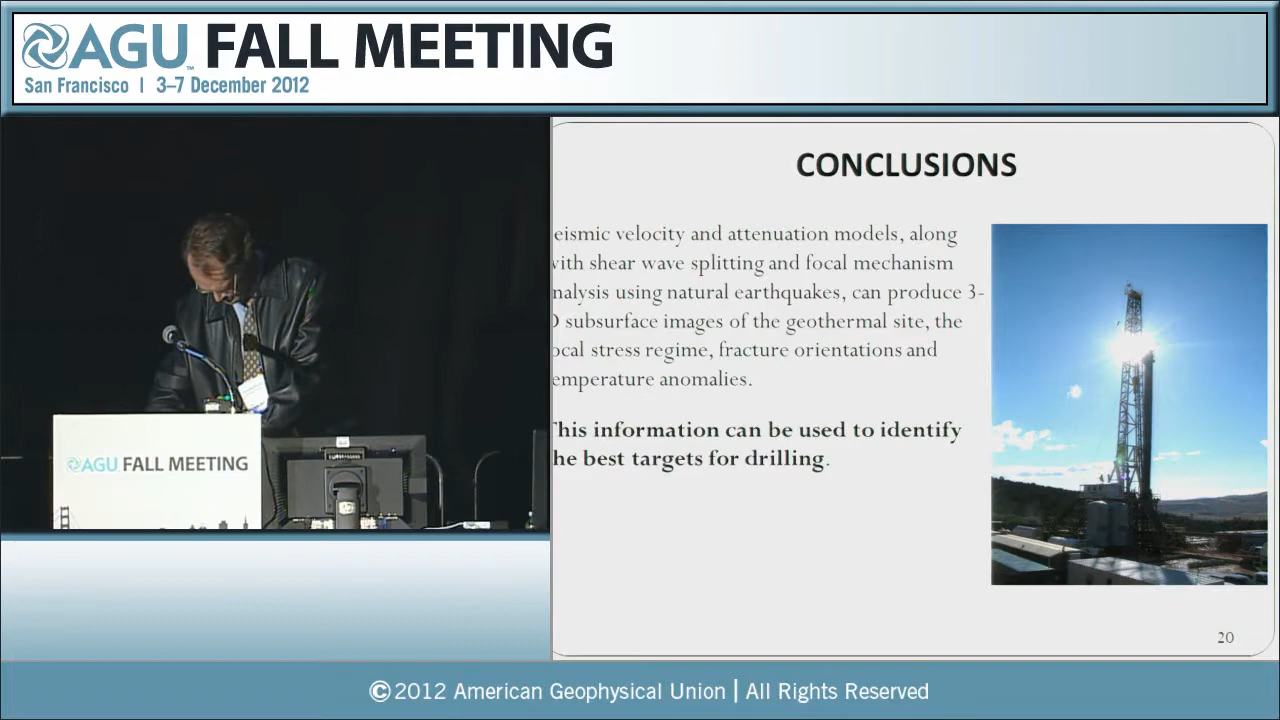 AGU FALL MEETING
San Francisco | 3–7 December 2012
CONCLUSIONS
eismic velocity and attenuation models, along
with shear wave splitting and focal mechanism
nalysis using natural earthquakes, can produce 3-
D subsurface images of the geothermal site, the
ocal stress regime, fracture orientations and
emperature anomalies.
This information can be used to identify
he best targets for drilling.
AGU FALL MEETING
20
©2012 American Geophysical Union | All Rights Reserved